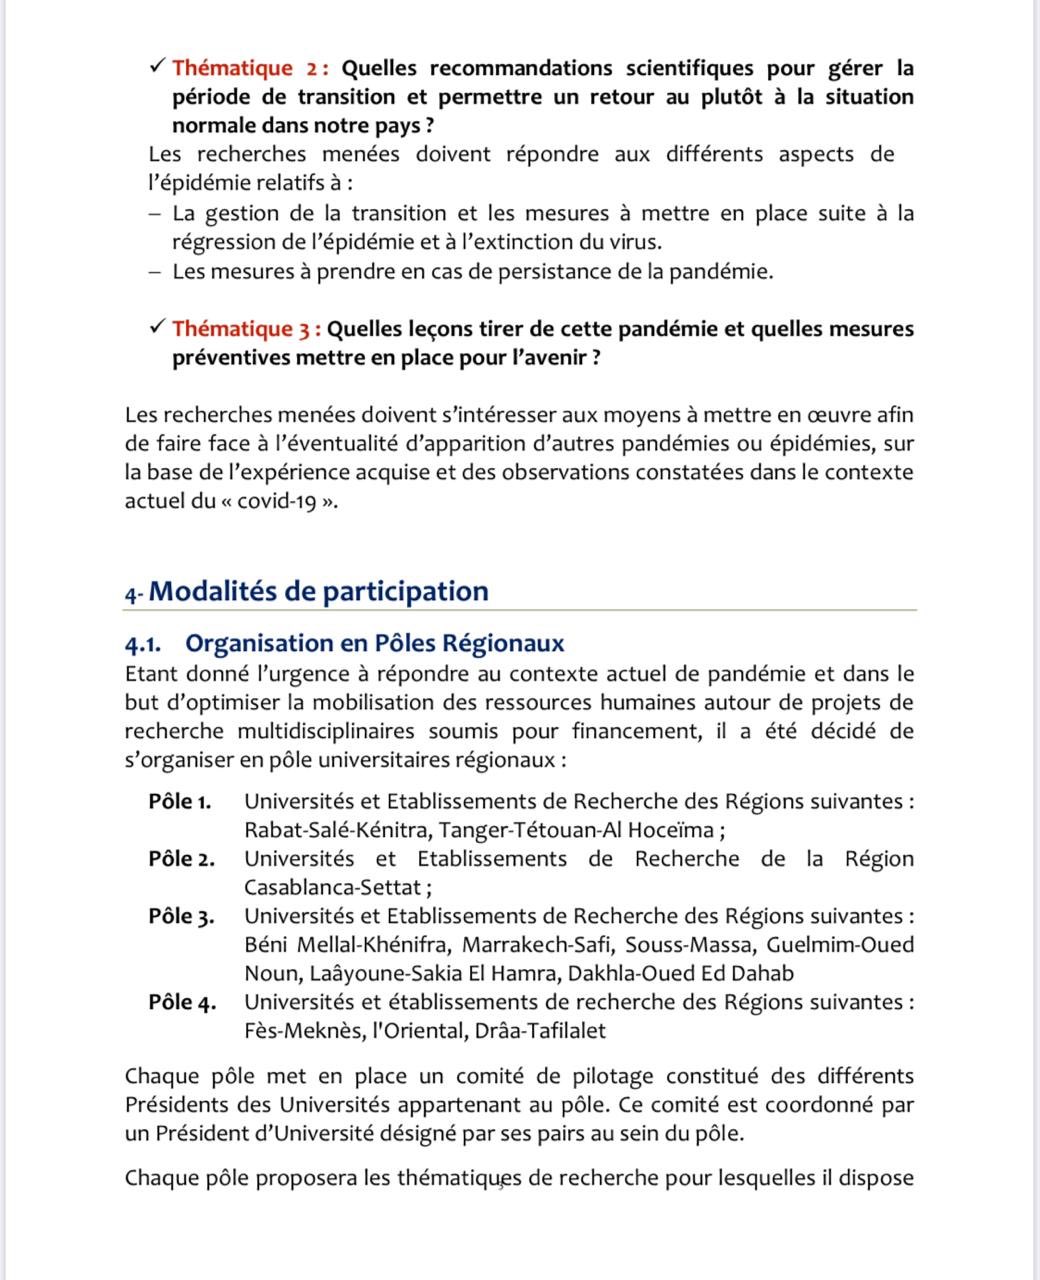 ✓ Thématique 2 : Quelles recommandations scientifiques pour gérer la
période de transition et permettre un retour au plutôt à la situation
normale dans notre pays ?
Les recherches menées doivent répondre aux différents aspects de
l’épidémie relatifs à :
– La gestion de la transition et les mesures à mettre en place suite à la
régression de l’épidémie et à l’extinction du virus.
– Les mesures à prendre en cas de persistance de la pandémie.
✓ Thématique 3 : Quelles leçons tirer de cette pandémie et quelles mesures
préventives mettre en place pour l’avenir ?
Les recherches menées doivent s’intéresser aux moyens à mettre en œuvre afin
de faire face à l’éventualité d’apparition d’autres pandémies ou épidémies, sur
la base de l’expérience acquise et des observations constatées dans le contexte
actuel du « covid-19 ».
4- Modalités de participation
4.1. Organisation en Pôles Régionaux
Etant donné l’urgence à répondre au contexte actuel de pandémie et dans le
but d’optimiser la mobilisation des ressources humaines autour de projets de
recherche multidisciplinaires soumis pour financement, il a été décidé de
s’organiser en pôle universitaires régionaux :
Pôle 1. Universités et Etablissements de Recherche des Régions suivantes :
Rabat-Salé-Kénitra, Tanger-Tétouan-Al Hoceïma ;
Pôle 2. Universités et Etablissements de Recherche de la Région
Casablanca-Settat ;
Pôle 3. Universités et Etablissements de Recherche des Régions suivantes :
Béni Mellal-Khénifra, Marrakech-Safi, Souss-Massa, Guelmim-Oued
Noun, Laâyoune-Sakia El Hamra, Dakhla-Oued Ed Dahab
Pôle 4. Universités et établissements de recherche des Régions suivantes :
Fès-Meknès, l'Oriental, Drâa-Tafilalet
Chaque pôle met en place un comité de pilotage constitué des différents
Présidents des Universités appartenant au pôle. Ce comité est coordonné par
un Président d’Université désigné par ses pairs au sein du pôle.
Chaque pôle proposera les thématiques de recherche pour lesquelles il dispose